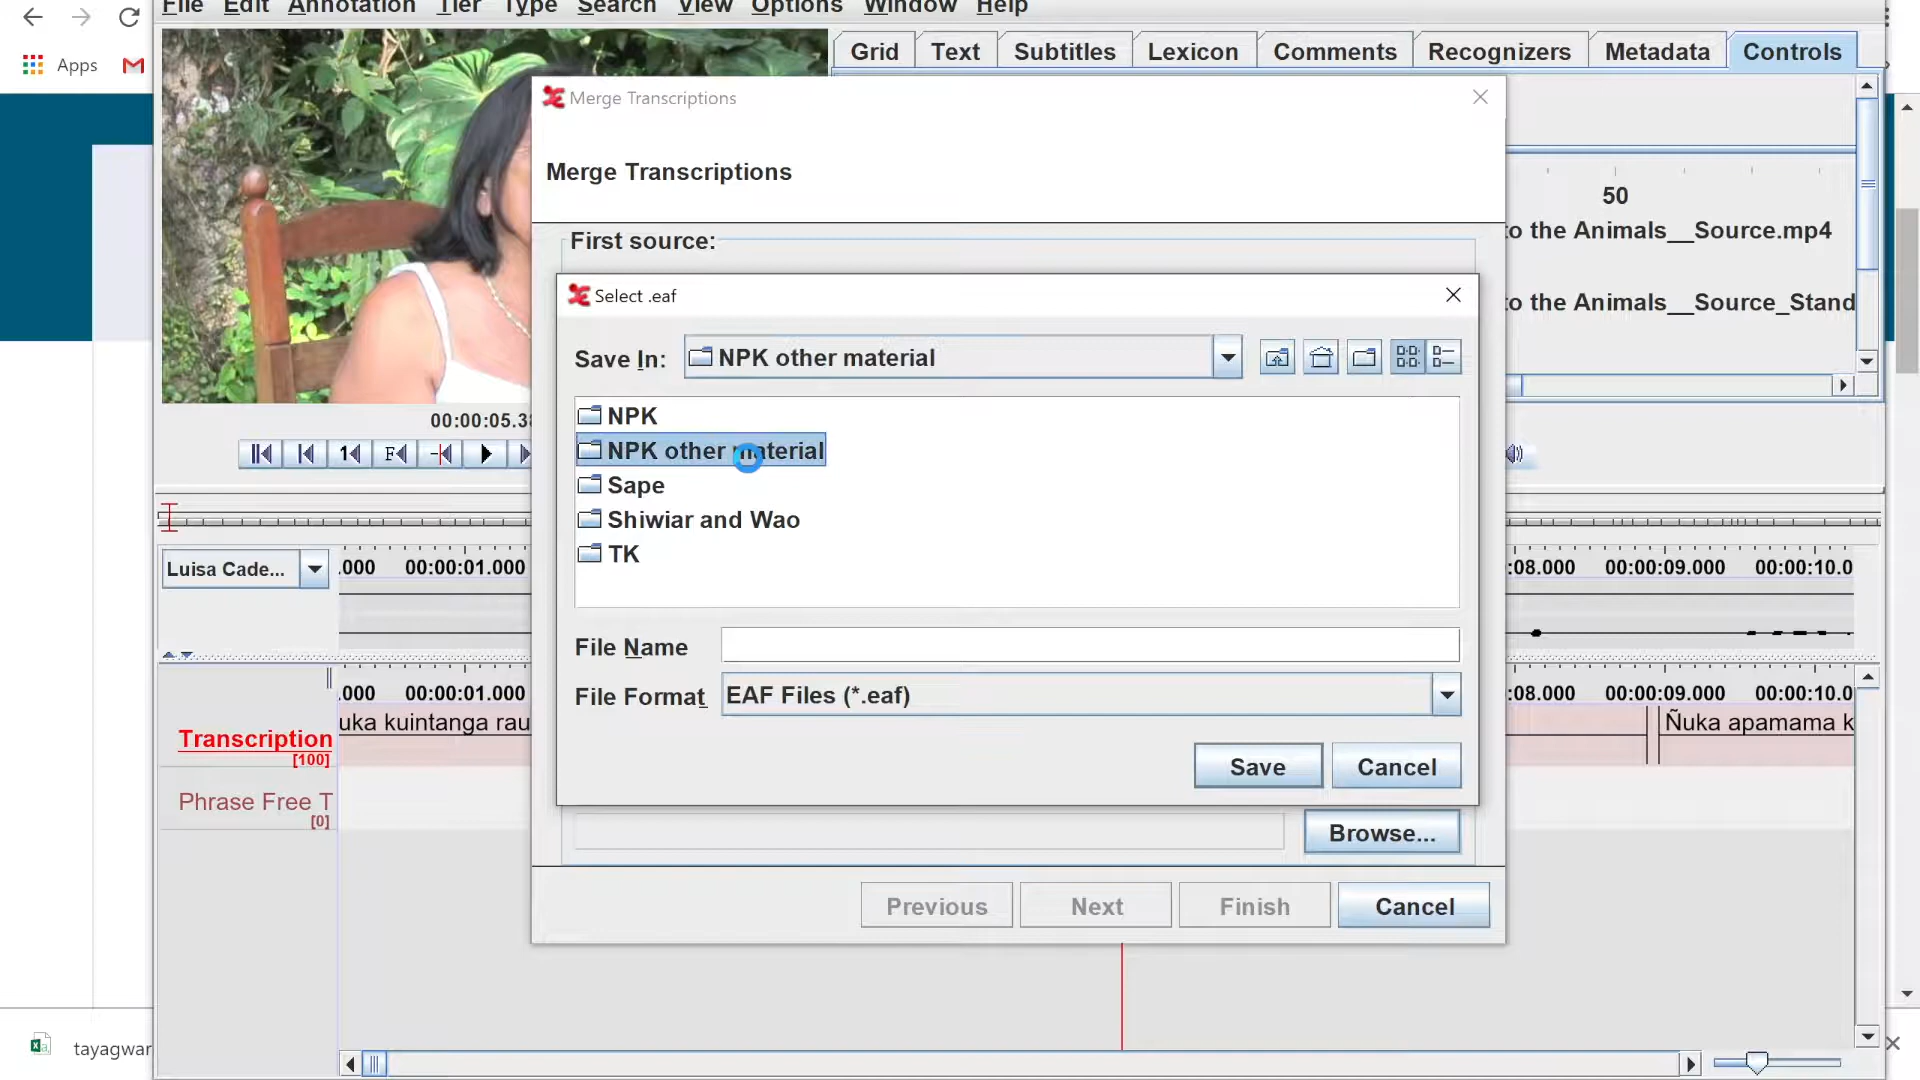 File Edit Annotation Tier Type Search View Options Window Help
Apps
Grid Text Subtitles Lexicon Comments Recognizers Metadata Controls
Merge Transcriptions
Merge Transcriptions
50
to the Animals__Source.mp4
First source:
Select .eaf
to the Animals__Source_Stand
Save In: NPK other material
NPK
NPK other material
Sape
Shiwiar and Wao
TK
00:00:05.38
1 F
Luisa Cade...
.000 00:00:01.000 :08.000 00:00:09.000 00:00:10.0
File Name
File Format EAF Files (*.eaf)
.000 00:00:01.000 :08.000 00:00:09.000 00:00:10.0
uka kuintanga rau Ñuka apamama k
Transcription
[100]
Save Cancel
Phrase Free T
[0]
Browse...
Previous Next Finish Cancel
tayagwar